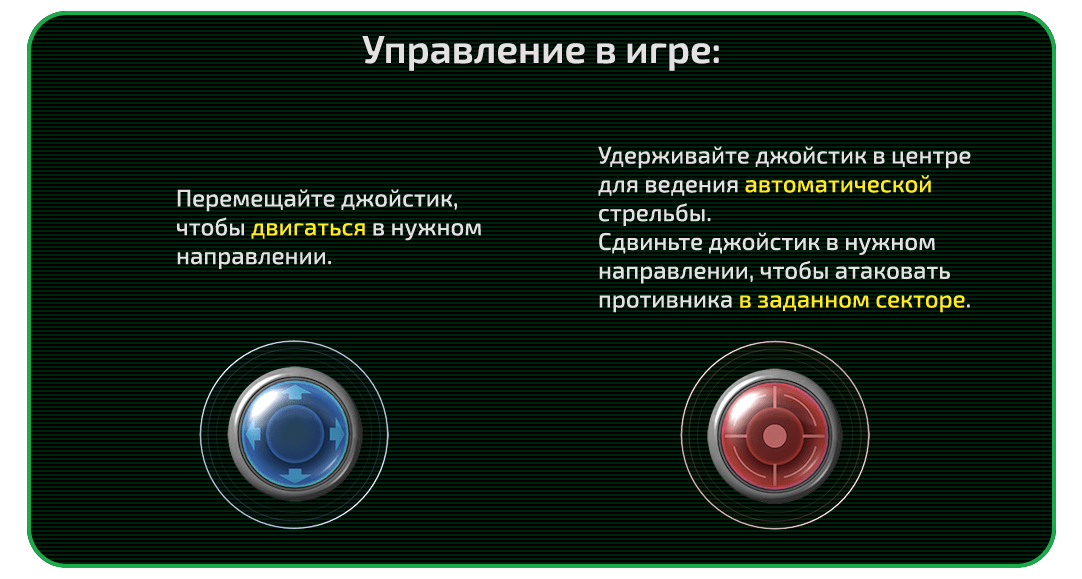 Управление в игре:
Перемещайте джойстик,
чтобы двигаться в нужном
направлении.
Удерживайте джойстик в центре
для ведения автоматической
стрельбы.
Сдвиньте джойстик в нужном
направлении, чтобы атаковать
противника в заданном секторе.